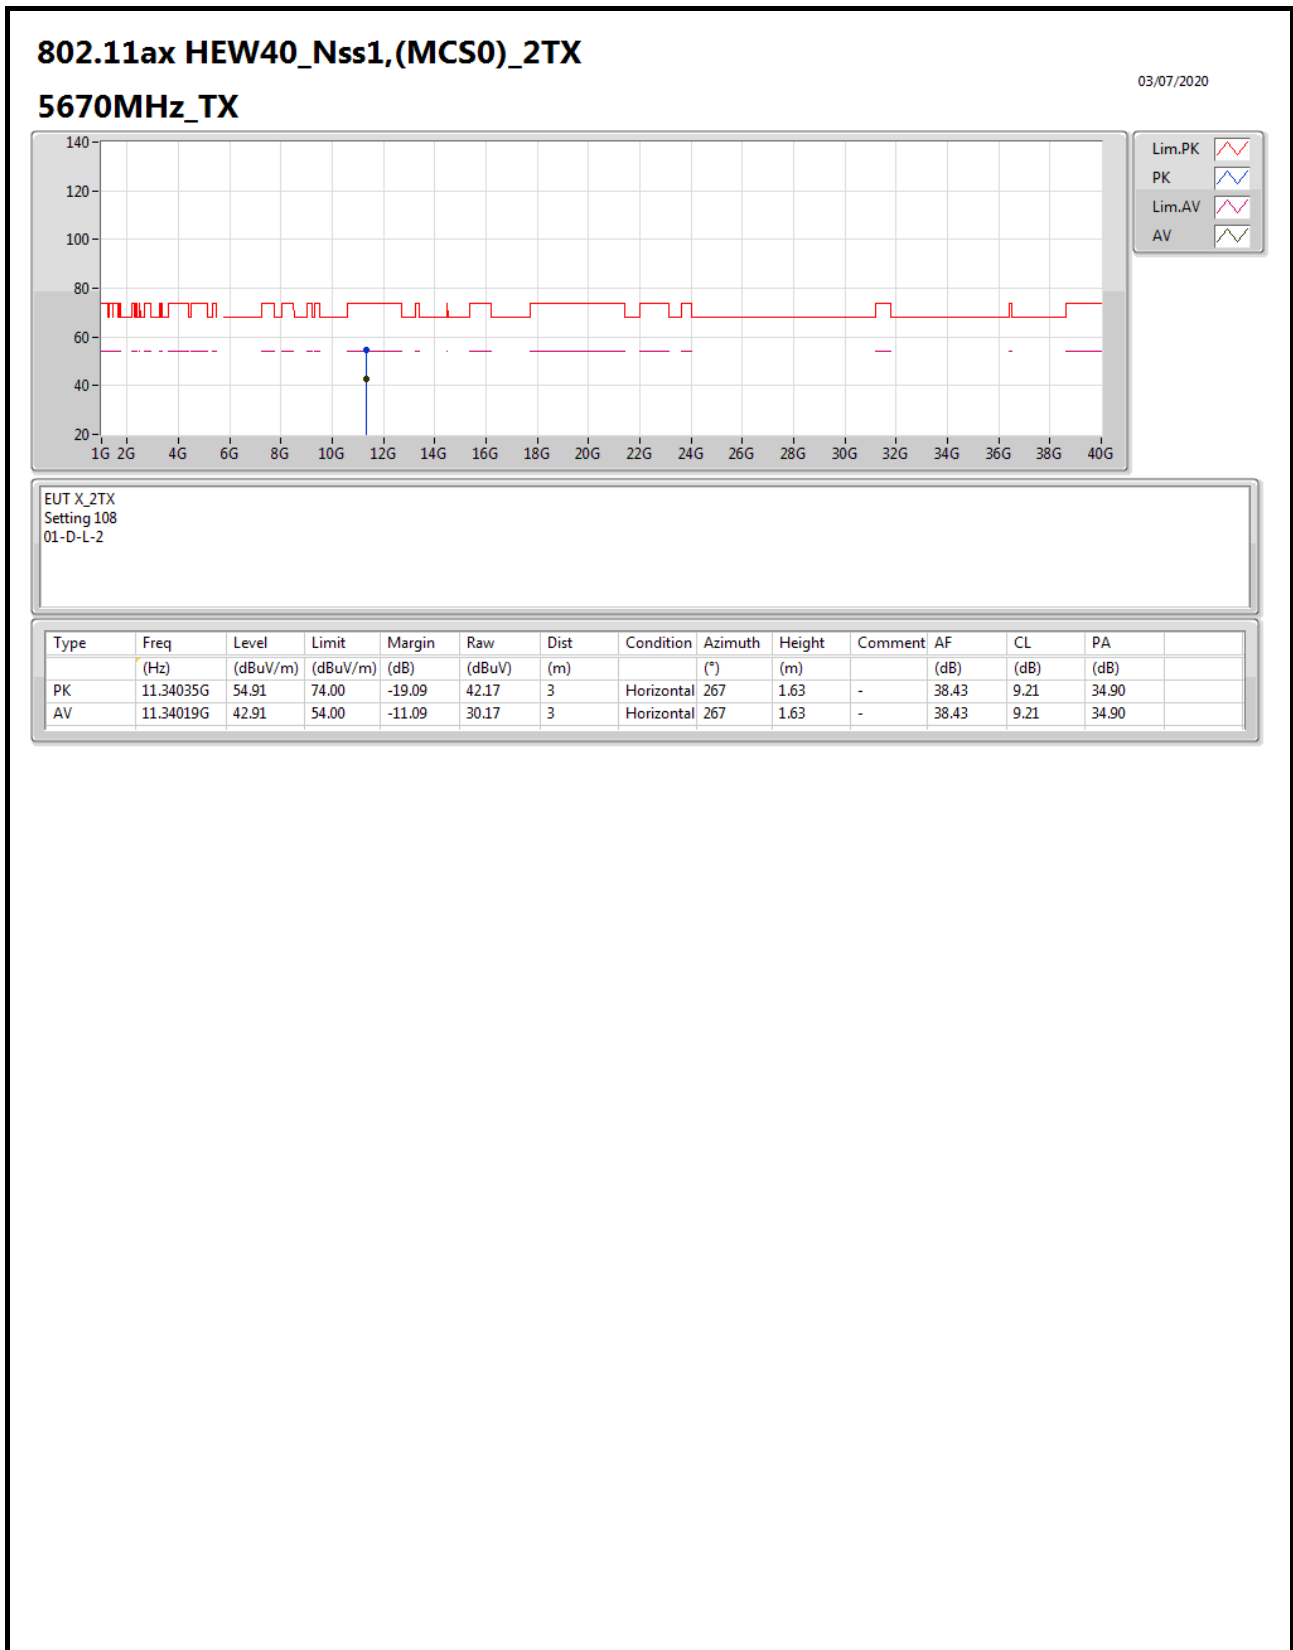 802.11ax HEW40_Nss1,(MCS0)_2TX
03/07/2020
5670MHz_TX
140
120
100
80
60
40
20
1G 2G 4G 6G 8G 10G 12G 14G 16G 18G 20G 22G 24G 26G 28G 30G 32G 34G 36G 38G 40G
Lim.PK
PK
Lim.AV
AV
EUT X_2TX
Setting 108
01-D-L-2
Type Freq Level Limit Margin Raw Dist Condition Azimuth Height Comment AF CL PA
(Hz) (dBuV/m) (dBuV/m) (dB) (dBuV) (m) (°) (m) (dB) (dB) (dB)
PK 11.34035G 54.91 74.00 -19.09 42.17 3 Horizontal 267 1.63 - 38.43 9.21 34.90
AV 11.34019G 42.91 54.00 -11.09 30.17 3 Horizontal 267 1.63 - 38.43 9.21 34.90